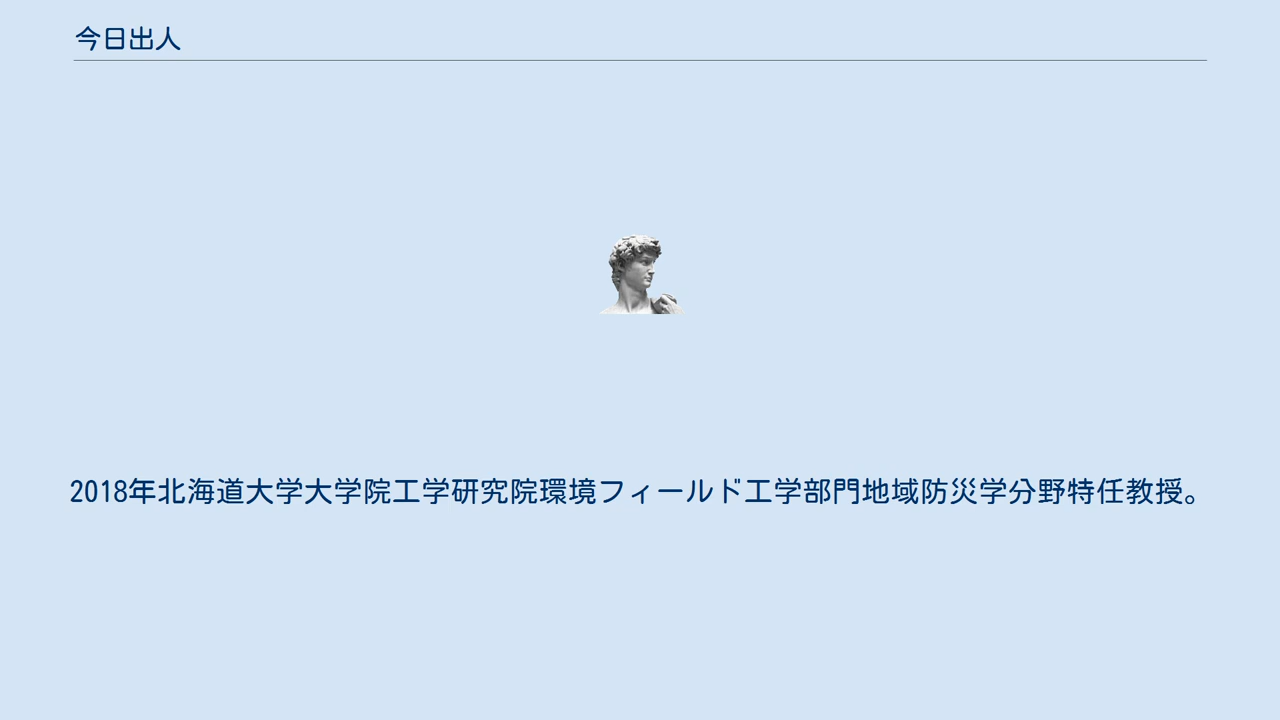 今日出人
2018年北海道大学大学院工学研究院環境フィールド工学部門地域防災学分野特任教授。